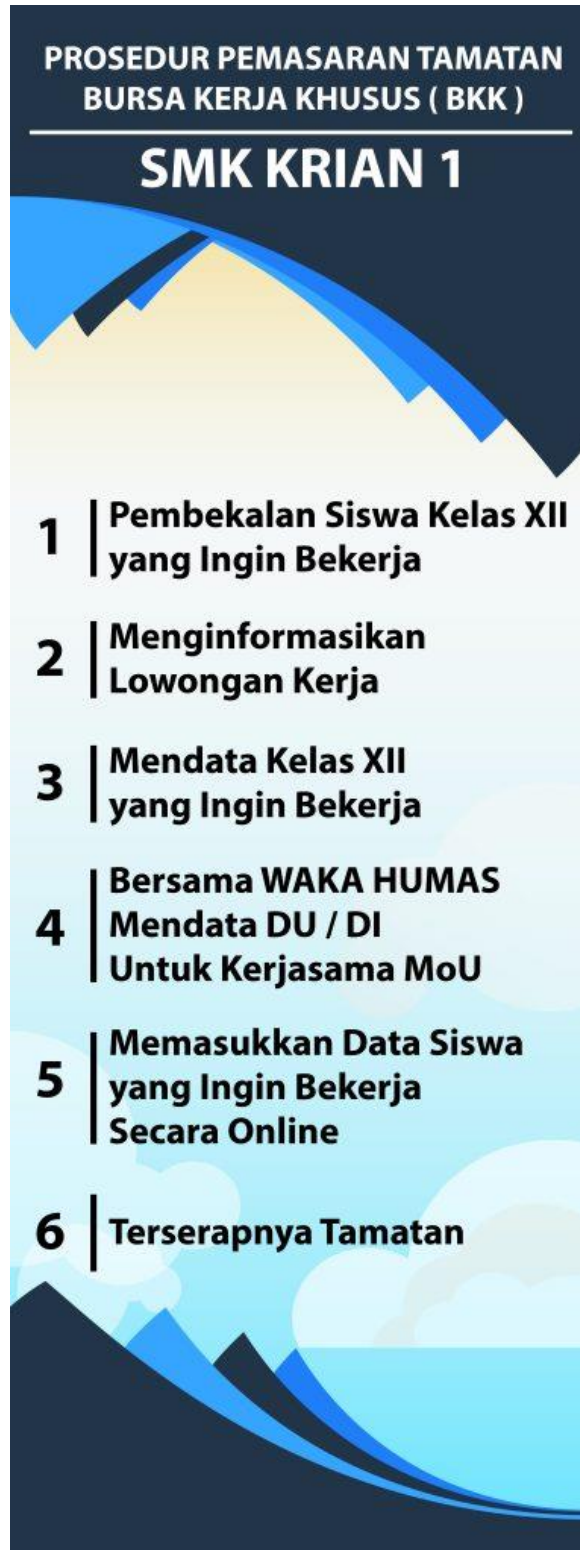 PROSEDUR PEMASARAN TAMATAN
BURSA KERJA KHUSUS ( BKK )
SMK KRIAN 1
1
Pembekalan Siswa Kelas XII
yang Ingin Bekerja
2
Menginformasikan
Lowongan Kerja
3
Mendata Kelas XII
yang Ingin Bekerja
4
Bersama WAKA HUMAS
Mendata DU / DI
Untuk Kerjasama MoU
5
Memasukkan Data Siswa
yang Ingin Bekerja
Secara Online
6
Terserapnya Tamatan